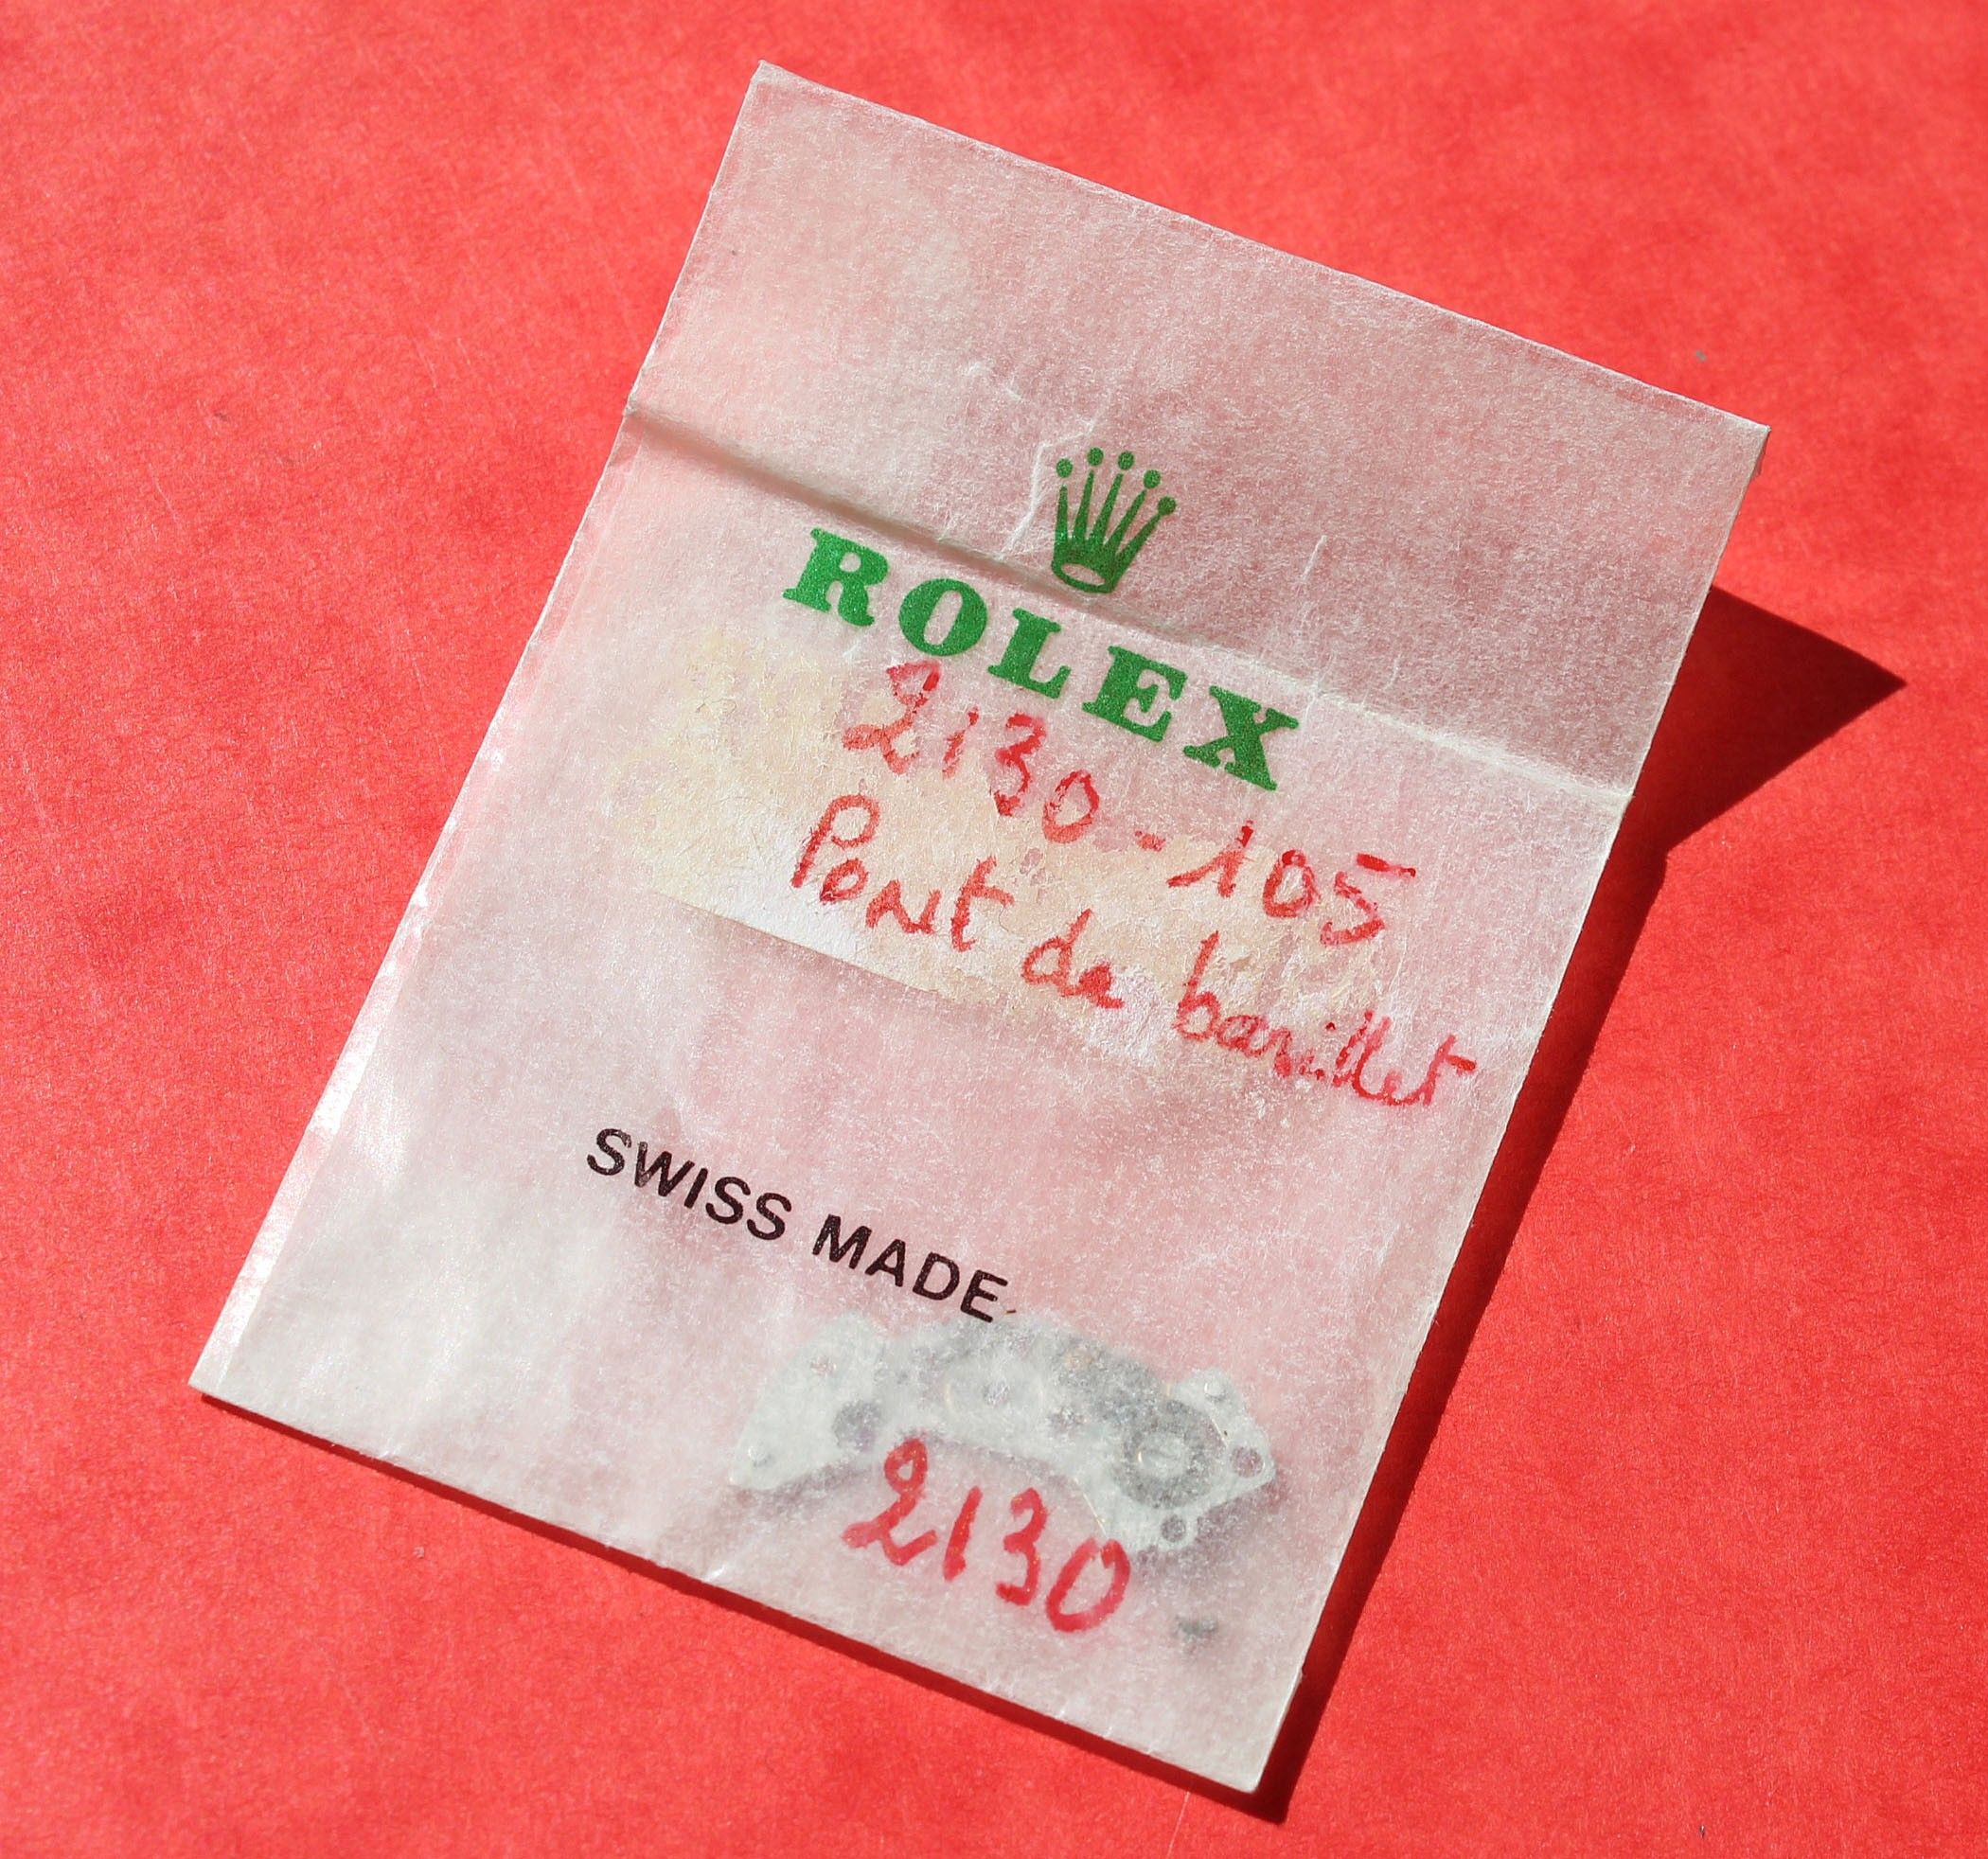 ROLEX
2130-105
Pont de barillet
SWISS MADE
2130